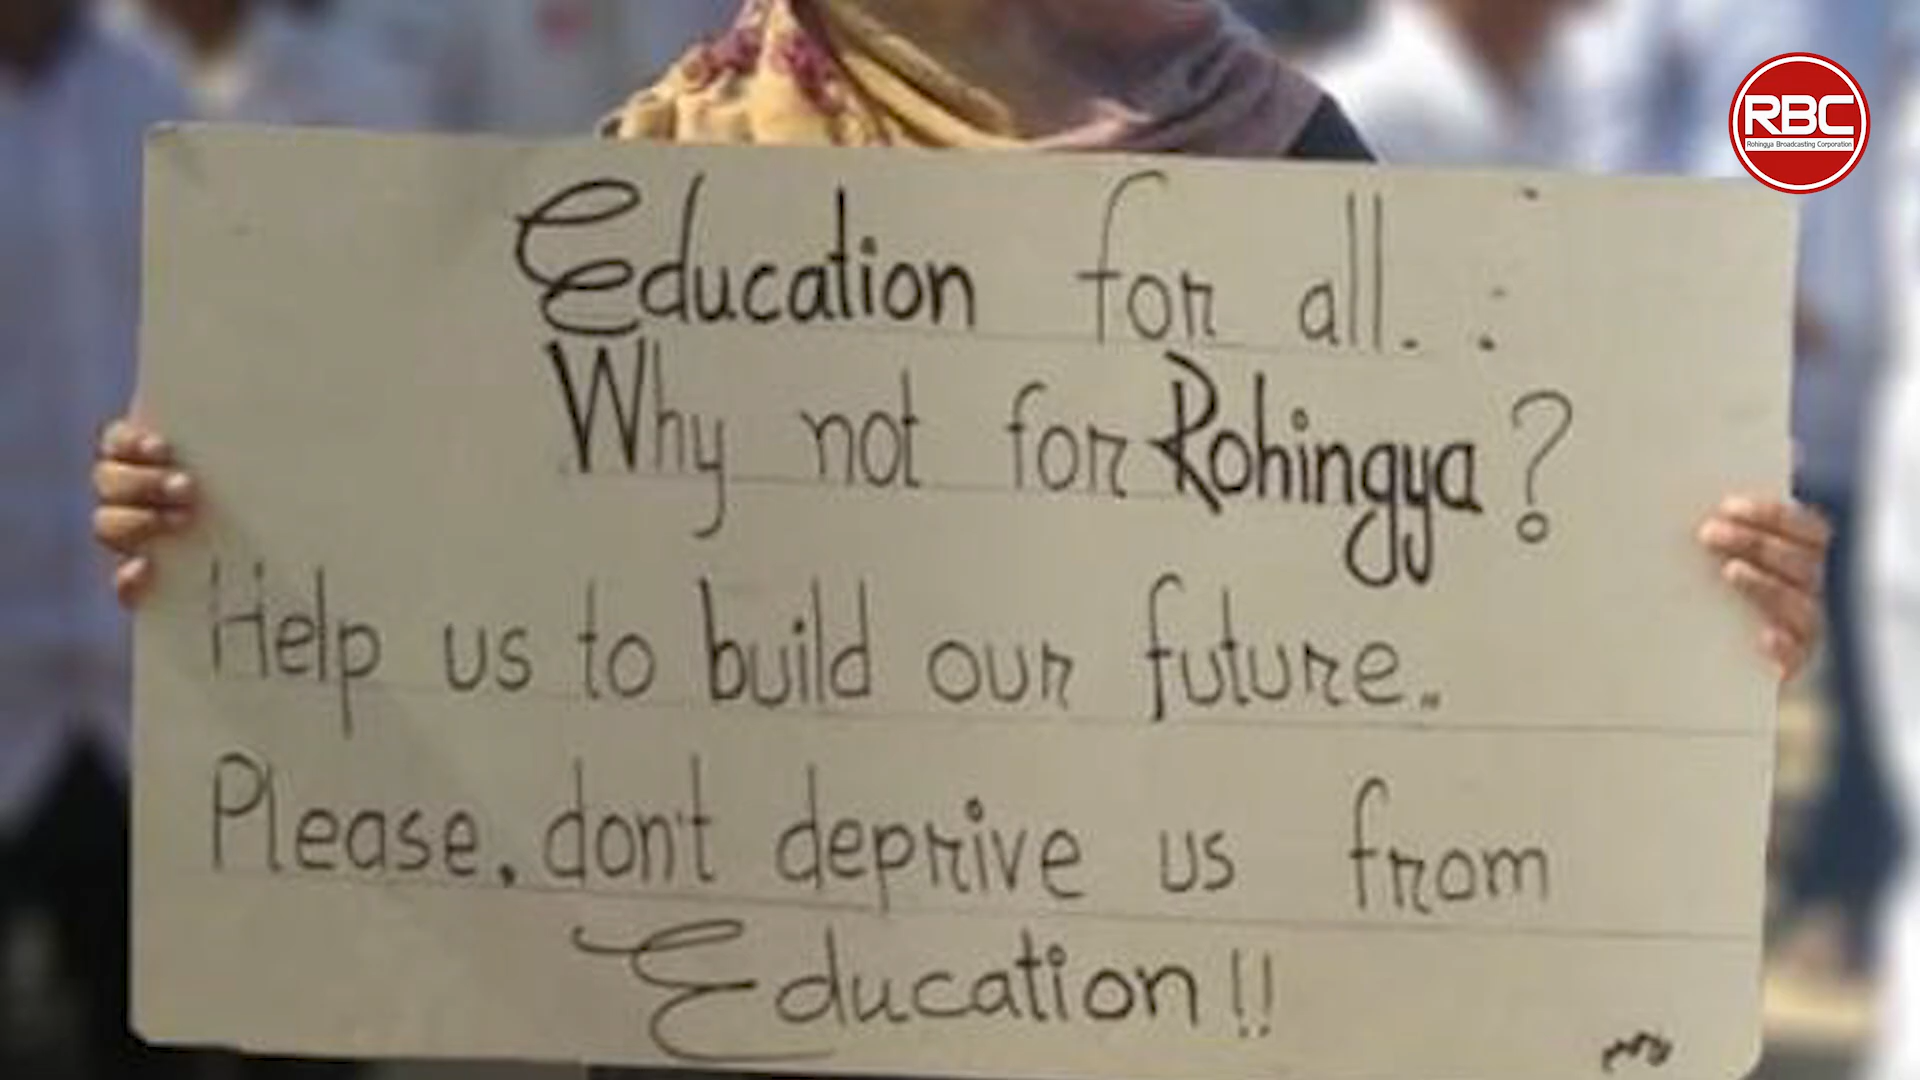 RBC
Rohingya Broadcasting Corporation
Education for all.
Why not for Rohingya?
Help us to build our future.
Please. don't deprive us from
Education!!